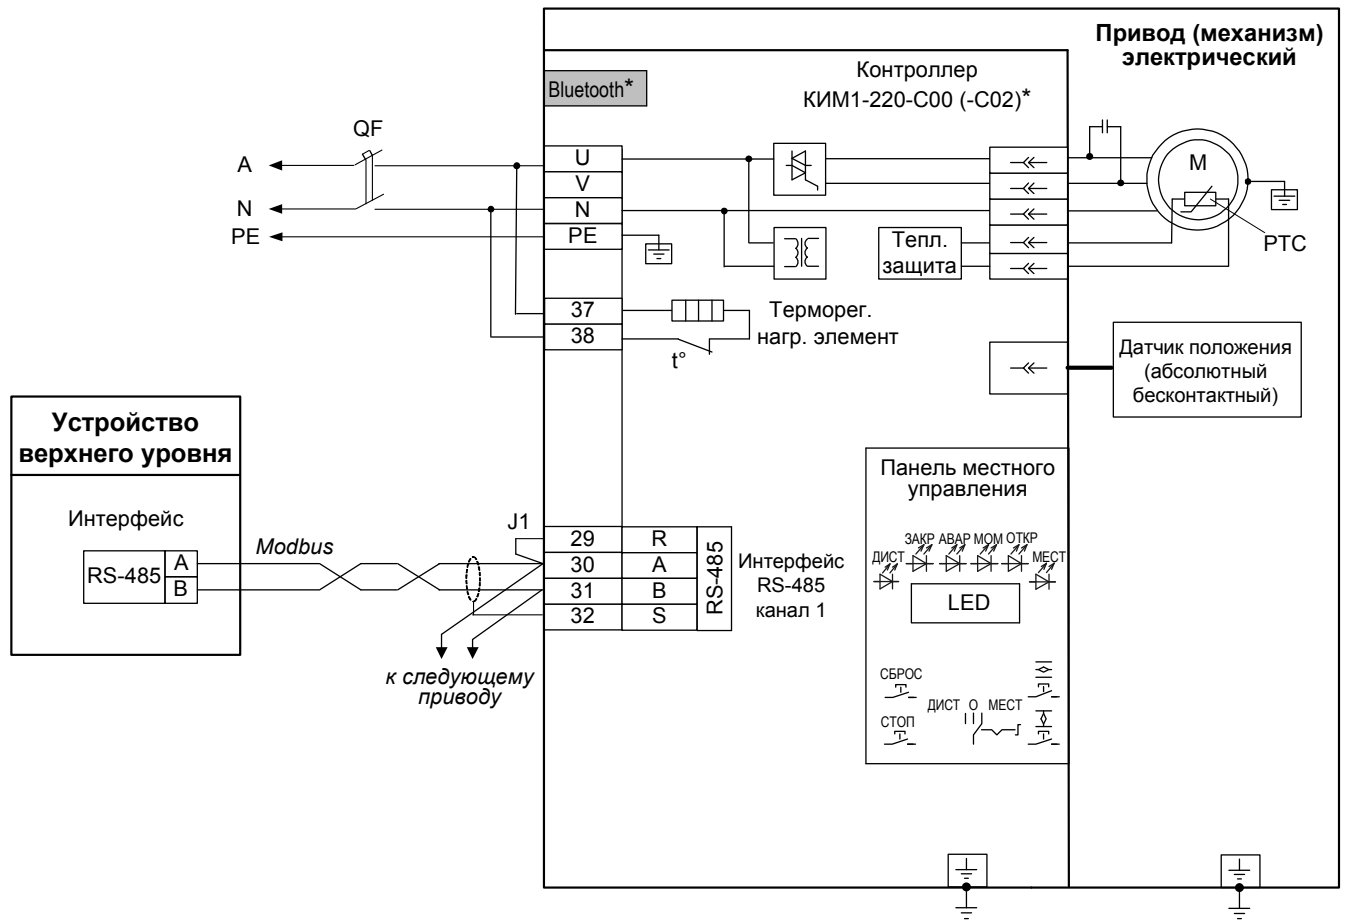 Привод (механизм)
электрический
Bluetooth*
Контроллер
КИМ1-220-С00 (-С02)*
QF
A
N
PE
U
V
N
PE
M
Тепл.
защита
РТС
37
38
Терморег.
нагр. элемент
t°
Датчик положения
(абсолютный
бесконтактный)
Устройство
верхнего уровня
Интерфейс
RS-485
A
B
Modbus
J1
29
R
30
A
31
B
32
S
RS-485
Интерфейс
RS-485
канал 1
к следующему
приводу
Панель местного
управления
ДИСТ
ЗАКР
АВАР
МОМ
ОТКР
МЕСТ
LED
СБРОС
СТОП
ДИСТ О МЕСТ